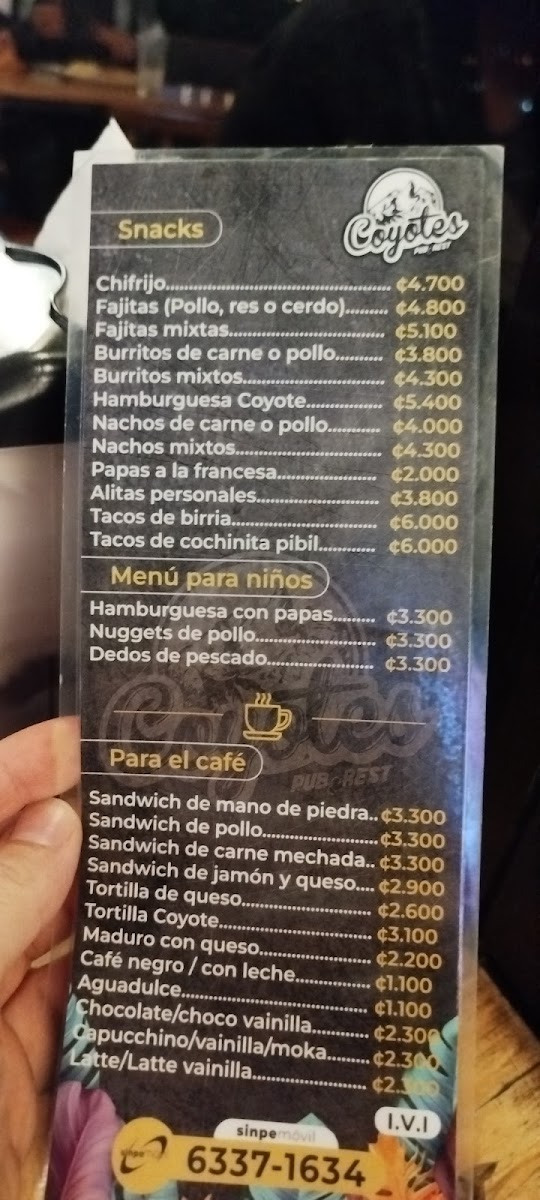 Coyotes
PUB & REST
Snacks
Chifrijo........ ₡4.700
Fajitas (Pollo, res o cerdo)........ ₡4.800
Fajitas mixtas........ ₡5.100
Burritos de carne o pollo........ ₡3.800
Burritos mixtos........ ₡4.300
Hamburguesa Coyote........ ₡5.400
Nachos de carne o pollo........ ₡4.000
Nachos mixtos........ ₡4.300
Papas a la francesa........ ₡2.000
Alitas personales........ ₡3.800
Tacos de birria........ ₡6.000
Tacos de cochinita pibil........ ₡6.000
Menú para niños
Hamburguesa con papas........ ₡3.300
Nuggets de pollo........ ₡3.300
Dedos de pescado........ ₡3.300
Coyotes
PUB & REST
Para el café
Sandwich de mano de piedra.. ₡3.300
Sandwich de pollo........ ₡3.300
Sandwich de carne mechada.. ₡3.300
Sandwich de jamón y queso.... ₡2.900
Tortilla de queso........ ₡2.600
Tortilla Coyote........ ₡3.100
Maduro con queso........ ₡2.200
Café negro / con leche........ ₡1.100
Aguadulce........ ₡1.100
Chocolate/choco vainilla........ ₡2.300
Capucchino/vainilla/moka........ ₡2.300
Latte/Latte vainilla........
I.V.I
sinpemóvil
6337-1634